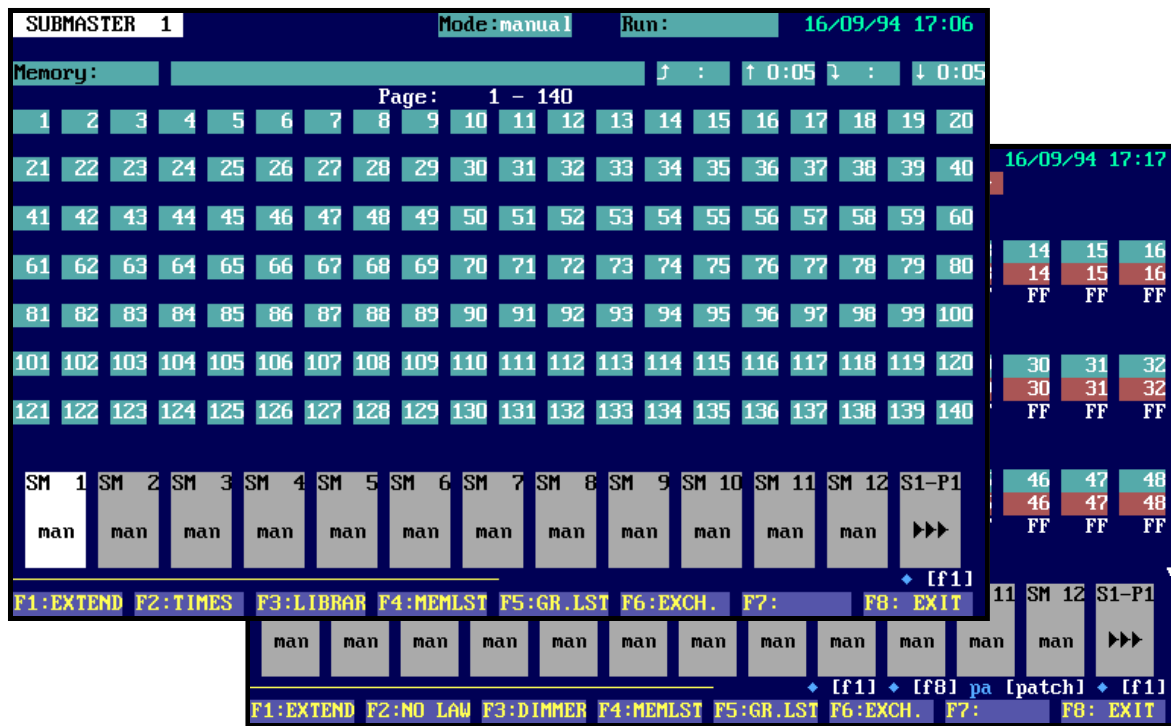 SUBMASTER 1 Mode:manual Run: 16/09/94 17:06
Memory: ⤴ : ↑ 0:05 ⤵ : ↓ 0:05
Page: 1 - 140
1 2 3 4 5 6 7 8 9 10 11 12 13 14 15 16 17 18 19 20
21 22 23 24 25 26 27 28 29 30 31 32 33 34 35 36 37 38 39 40
41 42 43 44 45 46 47 48 49 50 51 52 53 54 55 56 57 58 59 60
61 62 63 64 65 66 67 68 69 70 71 72 73 74 75 76 77 78 79 80
81 82 83 84 85 86 87 88 89 90 91 92 93 94 95 96 97 98 99 100
101 102 103 104 105 106 107 108 109 110 111 112 113 114 115 116 117 118 119 120
121 122 123 124 125 126 127 128 129 130 131 132 133 134 135 136 137 138 139 140
SM 1 SM 2 SM 3 SM 4 SM 5 SM 6 SM 7 SM 8 SM 9 SM 10 SM 11 SM 12 S1-P1
man man man man man man man man man man man man ►►►
◆ [f1]
F1:EXTEND F2:TIMES F3:LIBRAR F4:MEMLST F5:GR.LST F6:EXCH. F7: F8: EXIT
16/09/94 17:17
14 15 16
14 15 16
FF FF FF
30 31 32
30 31 32
FF FF FF
46 47 48
46 47 48
FF FF FF
11 SM 12 S1-P1
man man man man man man man man man man man man ►►►
◆ [f1] ◆ [f8] pa [patch] ◆ [f1]
F1:EXTEND F2:NO LAW F3:DIMMER F4:MEMLST F5:GR.LST F6:EXCH. F7: F8: EXIT